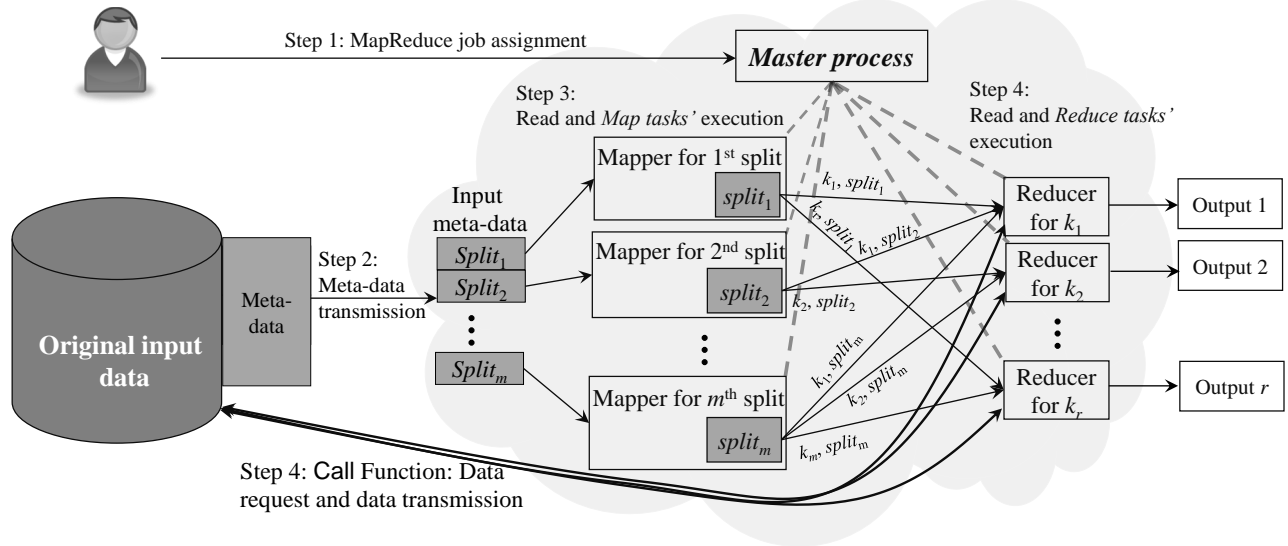 Step 1: MapReduce job assignment
Master process
Step 3:
Read and Map tasks' execution
Step 4:
Read and Reduce tasks'
execution
Original input
data
Meta-
data
Step 2:
Meta-data
transmission
Input
meta-data
Split₁
Split₂
Splitₘ
Mapper for 1ˢᵗ split
split₁
Mapper for 2ⁿᵈ split
split₂
Mapper for mᵗʰ split
splitₘ
k₁, split₁
kᵣ, split₁
k₁, split₂
k₂, split₂
k₁, splitₘ
k₂, splitₘ
kₘ, splitₘ
Reducer
for k₁
Reducer
for k₂
Reducer
for kᵣ
Output 1
Output 2
Output r
Step 4: Call Function: Data
request and data transmission